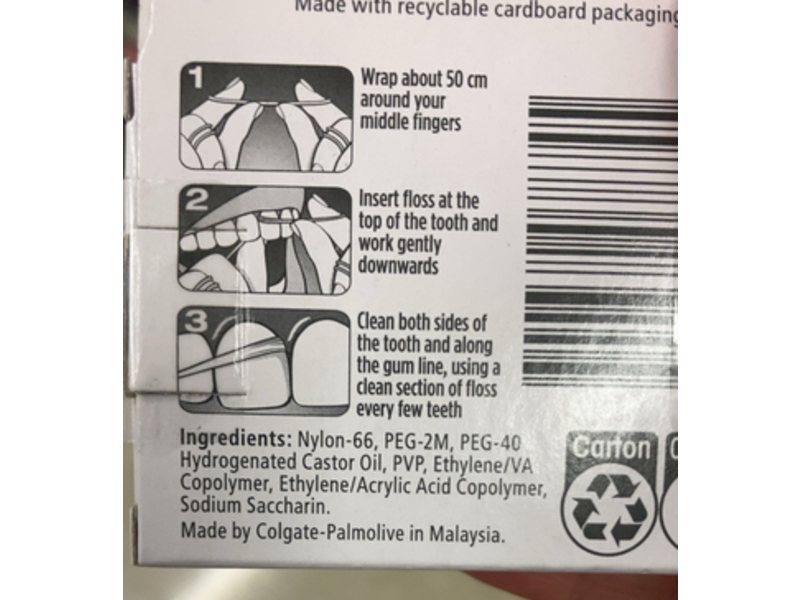 Made with recyclable cardboard packaging
1
Wrap about 50 cm
around your
middle fingers
2
Insert floss at the
top of the tooth and
work gently
downwards
3
Clean both sides of
the tooth and along
the gum line, using a
clean section of floss
every few teeth
Ingredients: Nylon-66, PEG-2M, PEG-40
Hydrogenated Castor Oil, PVP, Ethylene/VA
Copolymer, Ethylene/Acrylic Acid Copolymer,
Sodium Saccharin.
Made by Colgate-Palmolive in Malaysia.
Carton